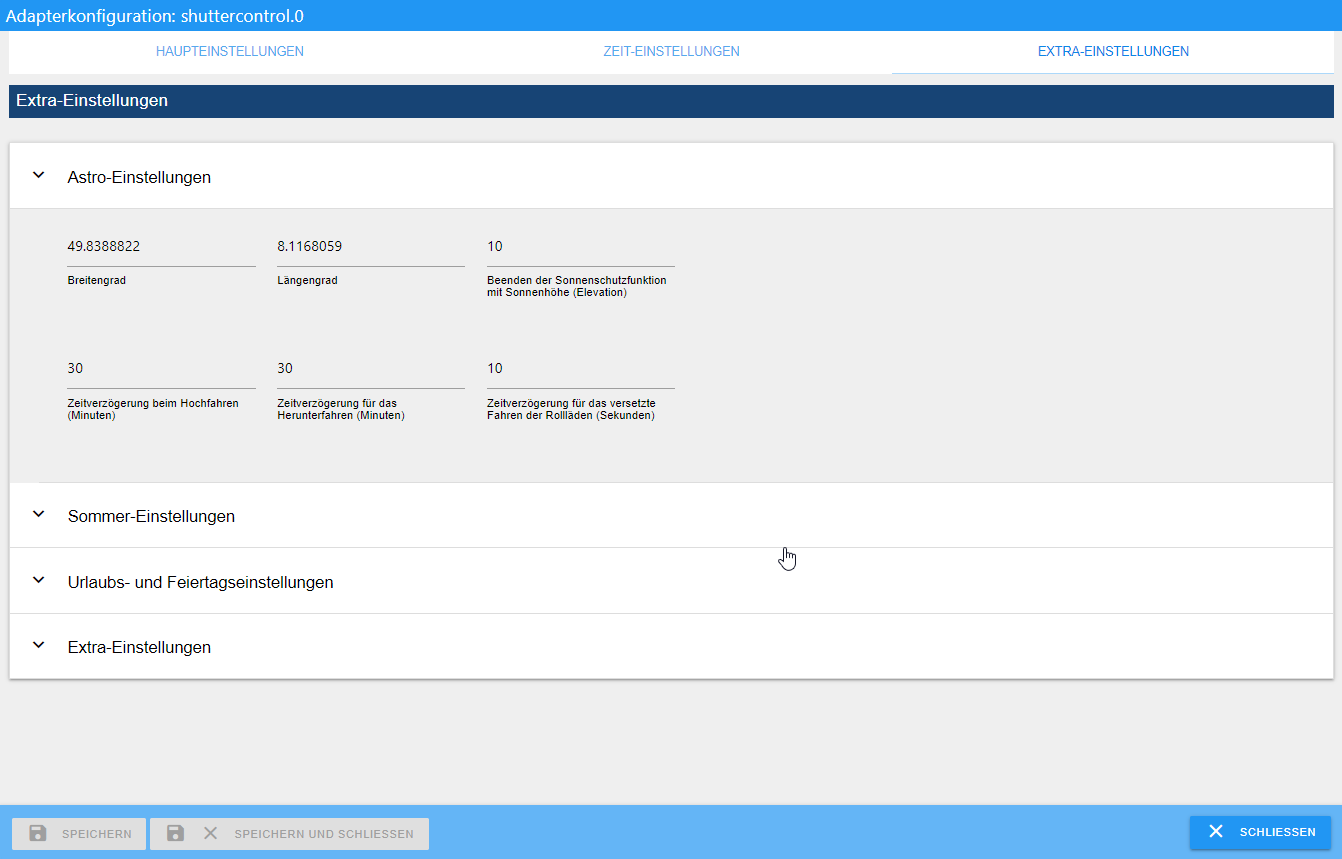 Adapterkonfiguration: shuttercontrol.0
HAUPTEINSTELLUNGEN
ZEIT-EINSTELLUNGEN
EXTRA-EINSTELLUNGEN
Extra-Einstellungen
Astro-Einstellungen
49.8388822
8.1168059
10
Breitengrad
Längengrad
Beenden der Sonnenschutzfunktion
mit Sonnenhöhe (Elevation)
30
30
10
Zeitverzögerung beim Hochfahren
(Minuten)
Zeitverzögerung für das
Herunterfahren (Minuten)
Zeitverzögerung für das versetzte
Fahren der Rollläden (Sekunden)
Sommer-Einstellungen
Urlaubs- und Feiertagseinstellungen
Extra-Einstellungen
SPEICHERN
SPEICHERN UND SCHLIESSEN
SCHLIESSEN